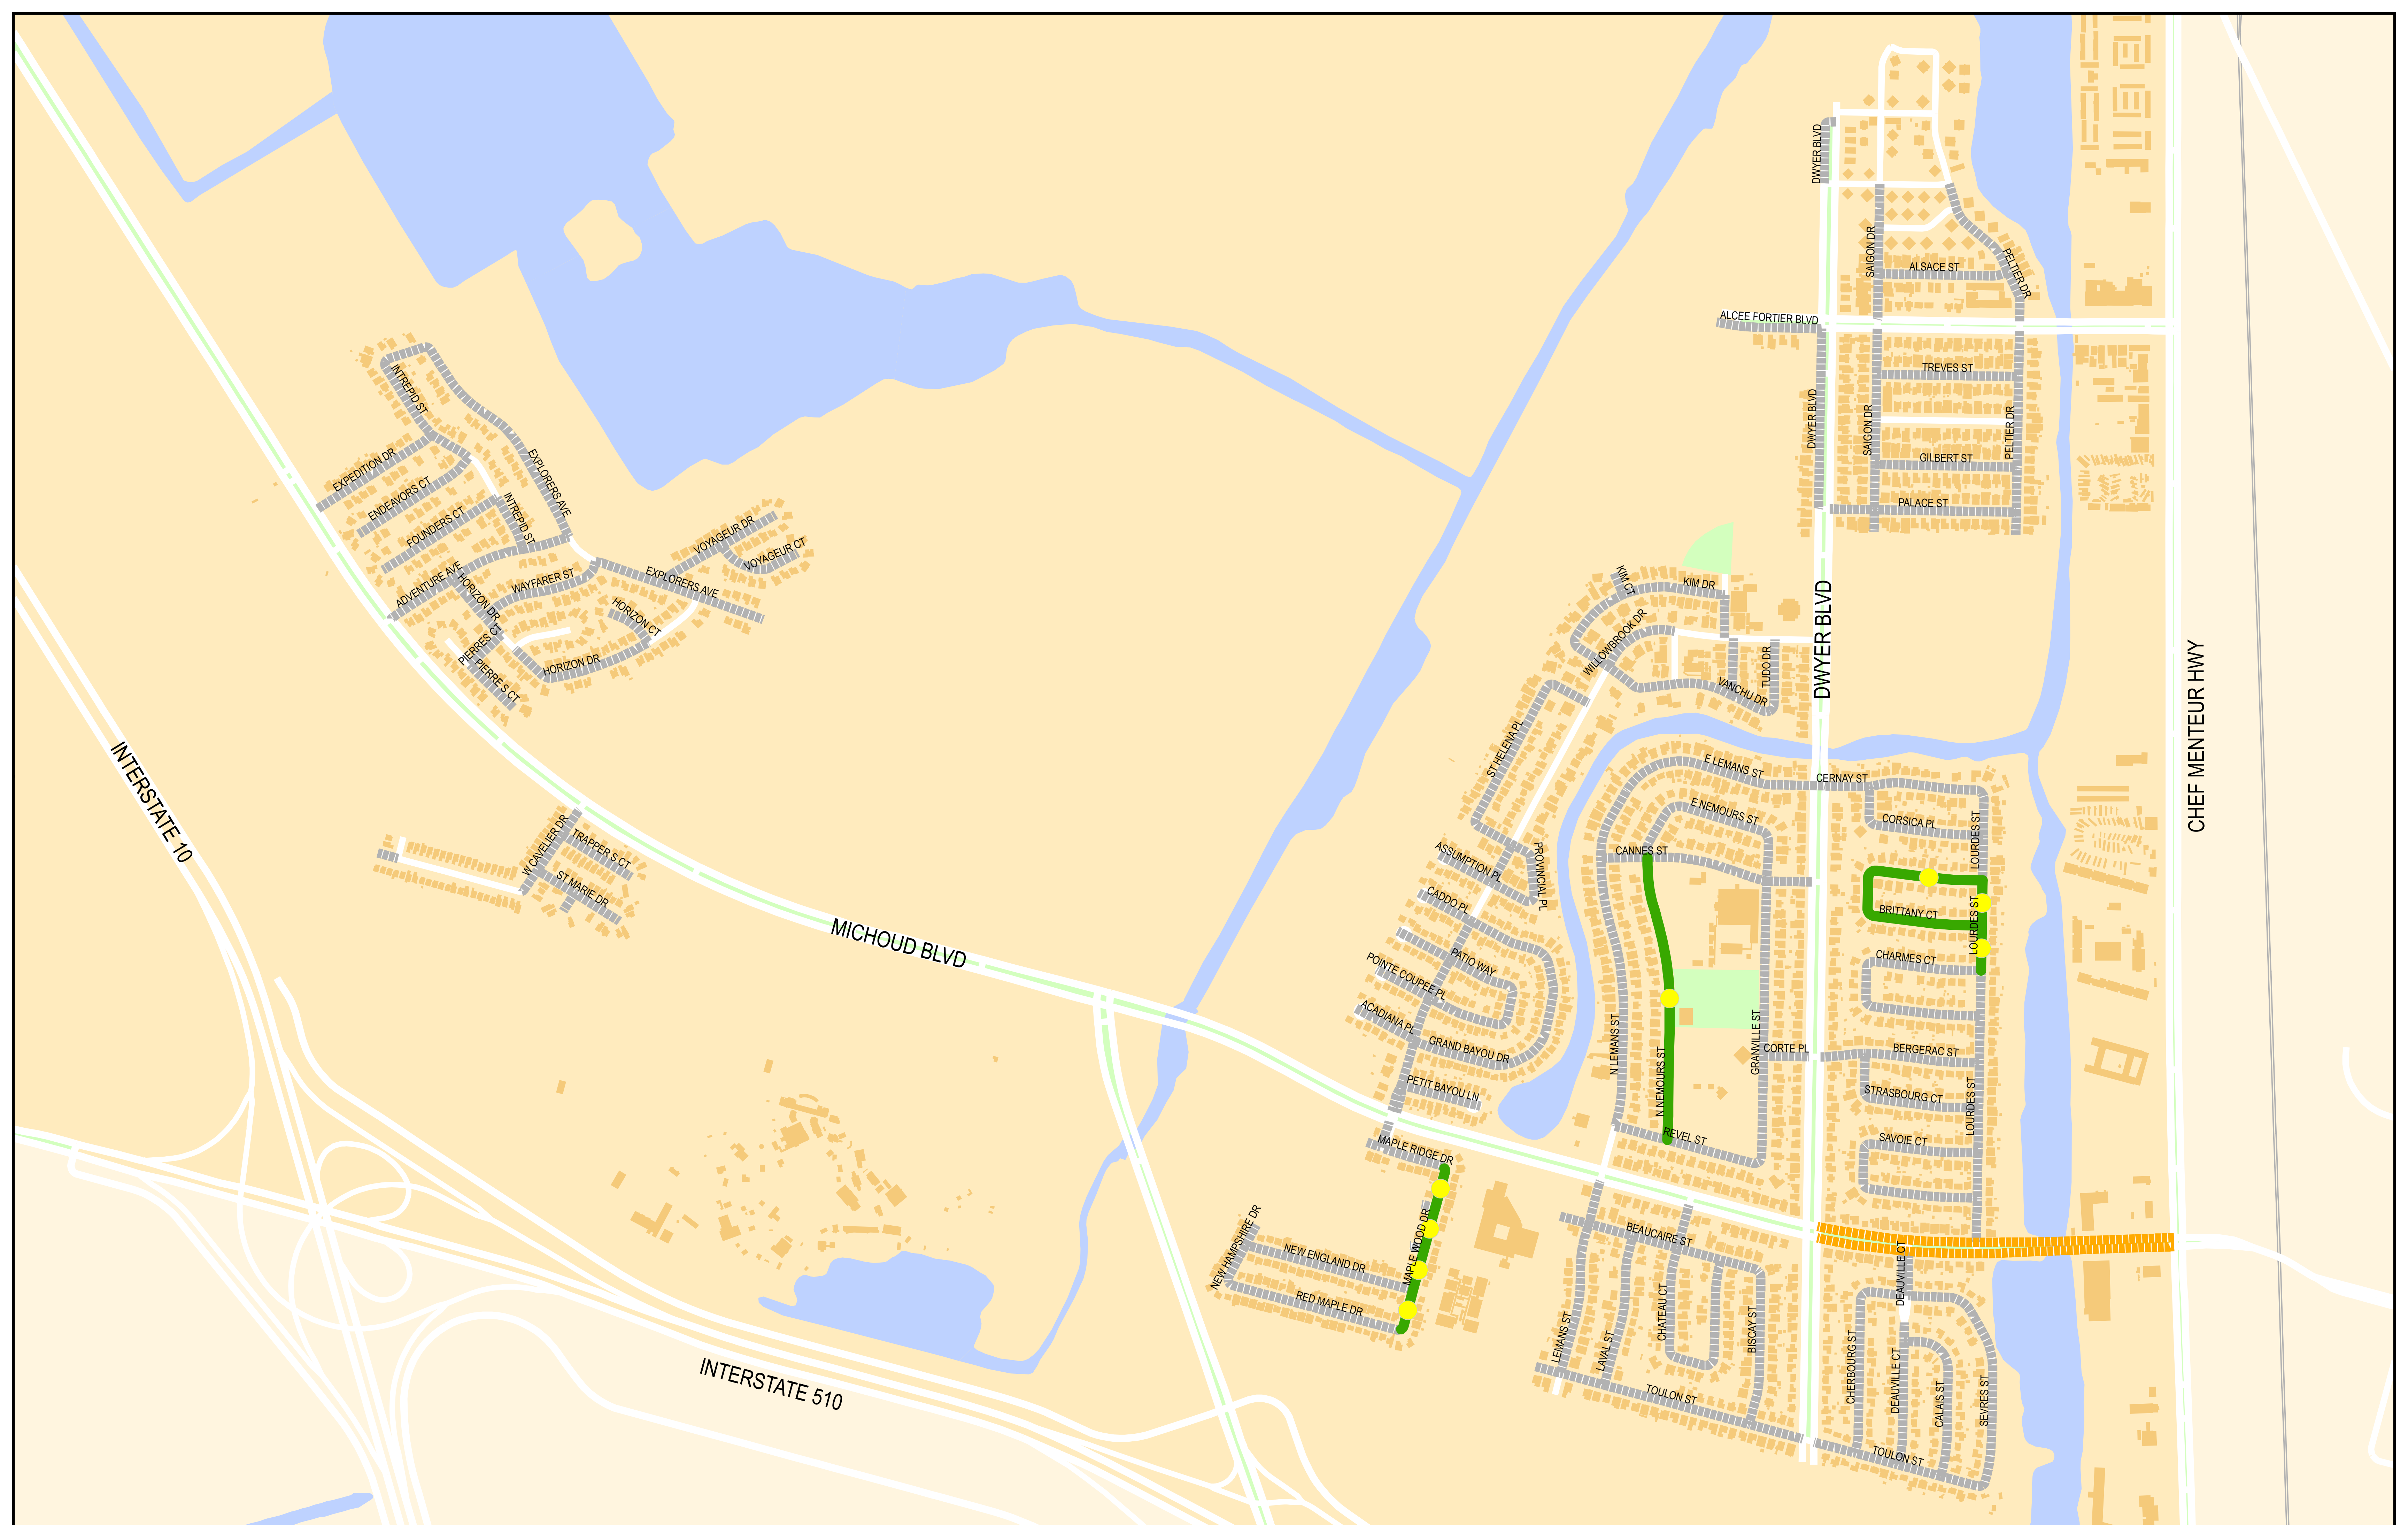 DWYER BLVD
SAIGON DR
ALSACE ST
PELTIER DR
ALCEE FORTIER BLVD
TREVES ST
DWYER BLVD
SAIGON DR
PELTIER DR
GILBERT ST
PALACE ST
INTREPID ST
EXPEDITION DR
ENDEAVORS CT
FOUNDERS CT
INTREPID ST
EXPLORERS AVE
VOYAGEUR DR
VOYAGEUR CT
ADVENTURE AVE
HORIZON DR
WAYFARER ST
EXPLORERS AVE
HORIZON CT
PIERRES CT
PIERRE S CT
HORIZON DR
KIM CT
KIM DR
WILLOWBROOK DR
VANCHU DR
TUDO DR
DWYER BLVD
CHEF MENTEUR HWY
ST HELENA PL
E LEMANS ST
CERNAY ST
E NEMOURS ST
CORSICA PL
LOURDES ST
INTERSTATE 10
W CAVELIER DR
TRAPPER S CT
ST MARIE DR
CANNES ST
ASSUMPTION PL
PROVINCIAL PL
CADDO PL
BRITTANY CT
LOURDES ST
MICHOUD BLVD
PATIO WAY
POINTE COUPEE PL
CHARMES CT
ACADIANA PL
GRAND BAYOU DR
N LEMANS ST
N NEMOURS ST
GRANVILLE ST
CORTE PL
BERGERAC ST
PETIT BAYOU LN
STRASBOURG CT
LOURDES ST
REVEL ST
SAVOIE CT
MAPLE RIDGE DR
NEW HAMPSHIRE DR
NEW ENGLAND DR
MAPLE WOOD DR
RED MAPLE DR
BEAUCAIRE ST
DEAUVILLE CT
LEMANS ST
LAVAL ST
CHATEAU CT
BISCAY ST
CHERBOURG ST
DEAUVILLE CT
CALAIS ST
SEVRES ST
INTERSTATE 510
TOULON ST
TOULON ST